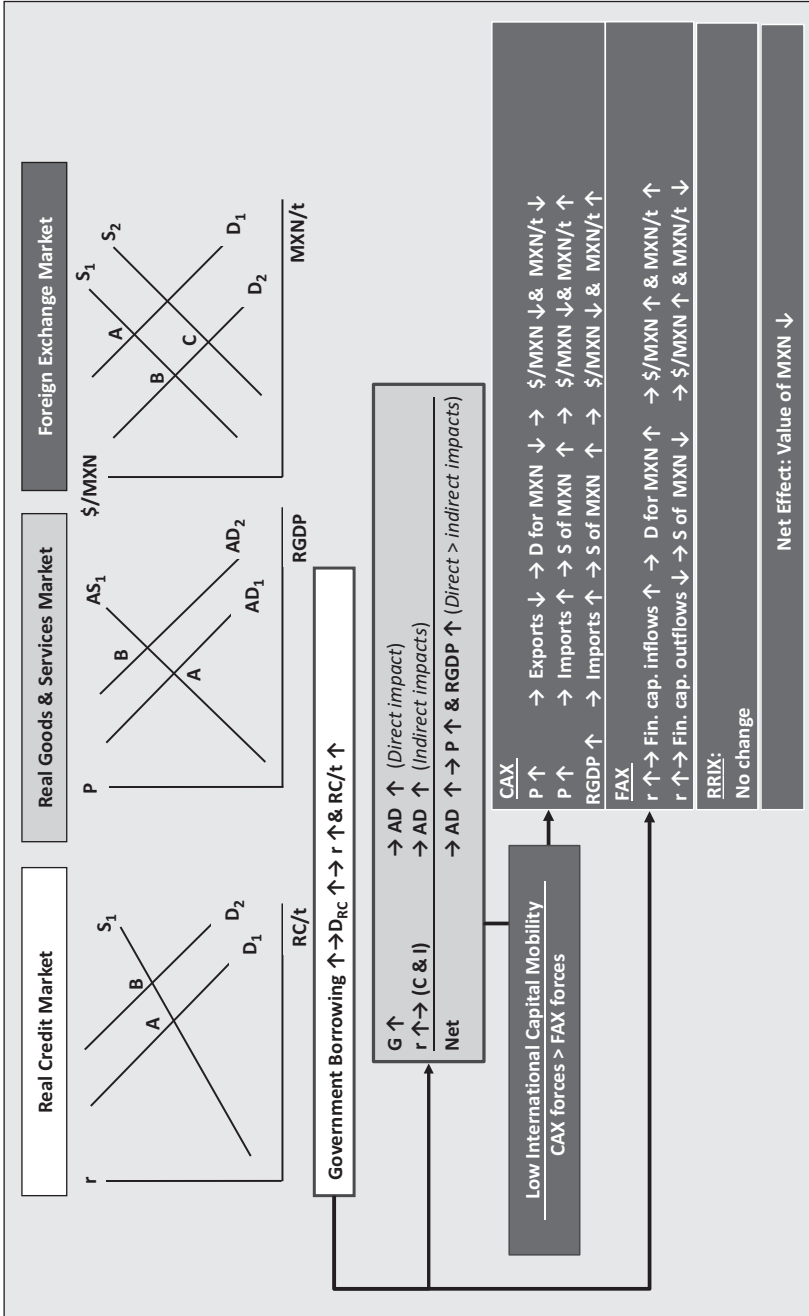 Real Credit Market
r
S₁
B
D₂
A
D₁
RC/t
Real Goods & Services Market
P
AS₁
B
AD₂
A
AD₁
RGDP
Foreign Exchange Market
$/MXN
S₁
S₂
A
B
C
D₁
D₂
MXN/t
Government Borrowing ↑→D_RC ↑→ r ↑& RC/t ↑
G ↑ → AD ↑ (Direct impact)
r ↑→ (C & I) → AD ↑ (Indirect impacts)
Net → AD ↑ → P ↑ & RGDP ↑ (Direct > indirect impacts)
Low International Capital Mobility
CAX forces > FAX forces
CAX
P ↑ → Exports ↓ → D for MXN ↓ → $/MXN ↓& MXN/t ↓
P ↑ → Imports ↑ → S of MXN ↑ → $/MXN ↓& MXN/t ↑
RGDP ↑ → Imports ↑ → S of MXN ↑ → $/MXN ↓ & MXN/t ↑
FAX
r ↑→ Fin. cap. inflows ↑ → D for MXN ↑ → $/MXN ↑ & MXN/t ↑
r ↑→ Fin. cap. outflows ↓ → S of MXN ↓ → $/MXN ↑ & MXN/t ↓
RRIX:
No change
Net Effect: Value of MXN ↓